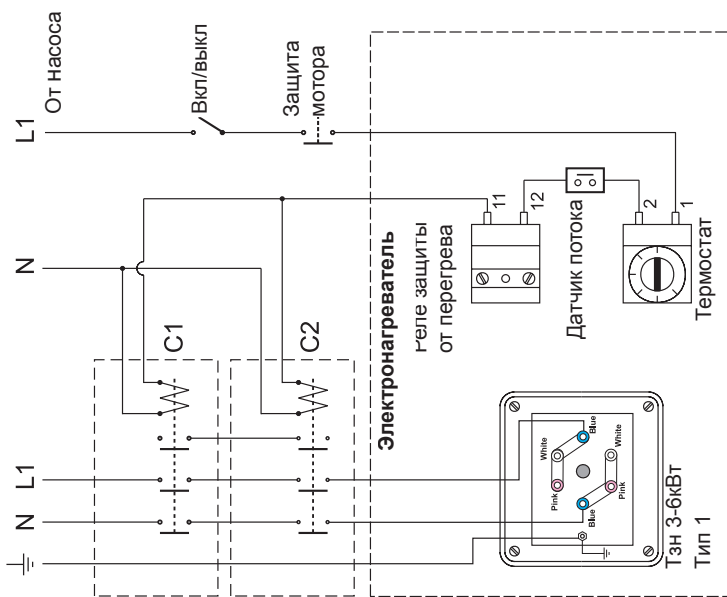 L1
От насоса
Вкл/выкл
Защита
мотора
N
C1
C2
L1
N
Электронагреватель
Реле защиты
от перегрева
11
12
Датчик потока
2
1
Термостат
White
Blue
Pink
White
Blue
Pink
Тэн 3-6кВт
Тип 1